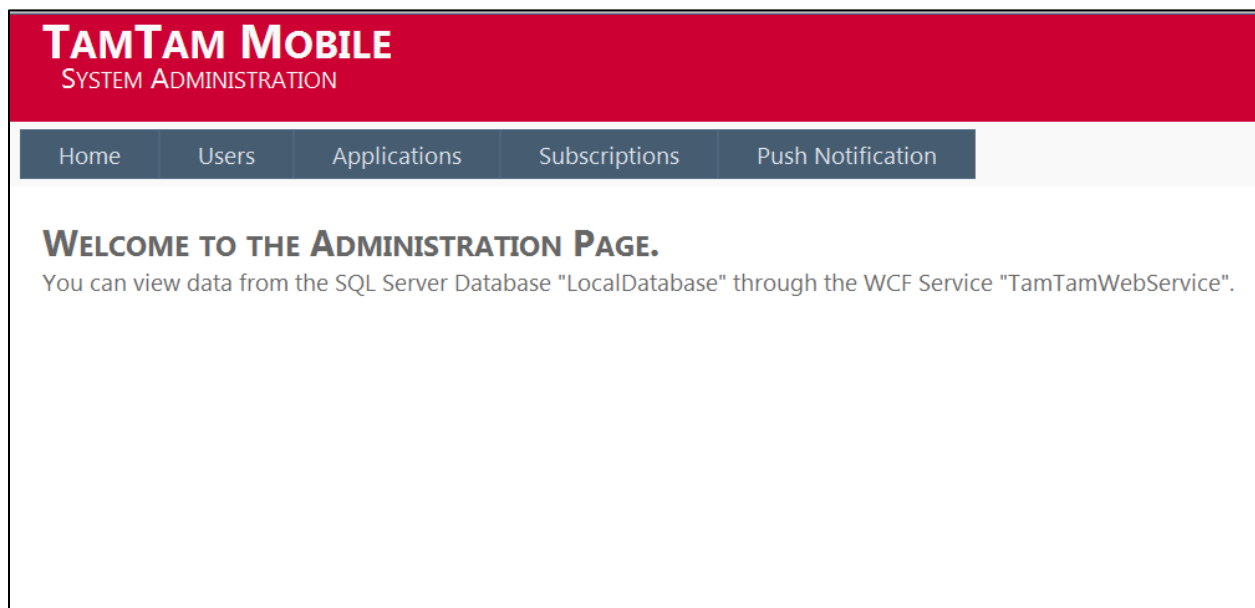 TAMTAM MOBILE
SYSTEM ADMINISTRATION
Home Users Applications Subscriptions Push Notification
WELCOME TO THE ADMINISTRATION PAGE.
You can view data from the SQL Server Database "LocalDatabase" through the WCF Service "TamTamWebService".